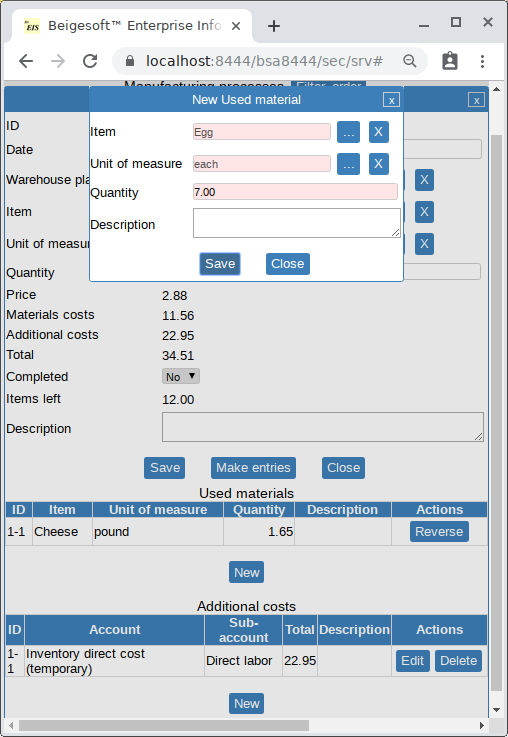 EIS Beigesoft™ Enterprise Info
localhost:8444/bsa8444/sec/srv#
Manufacturing processes Filter, order
New Used material x
x
ID
Item Egg ... X
Date
Unit of measure each ... X
Warehouse pla X
Quantity 7.00
Item X
Description
Unit of measu X
Save Close
Quantity
Price 2.88
Materials costs 11.56
Additional costs 22.95
Total 34.51
Completed No
Items left 12.00
Description
Save Make entries Close
Used materials
ID Item Unit of measure Quantity Description Actions
1-1 Cheese pound 1.65 Reverse
New
Additional costs
ID Account Sub-account Total Description Actions
1-1 Inventory direct cost (temporary) Direct labor 22.95 Edit Delete
New